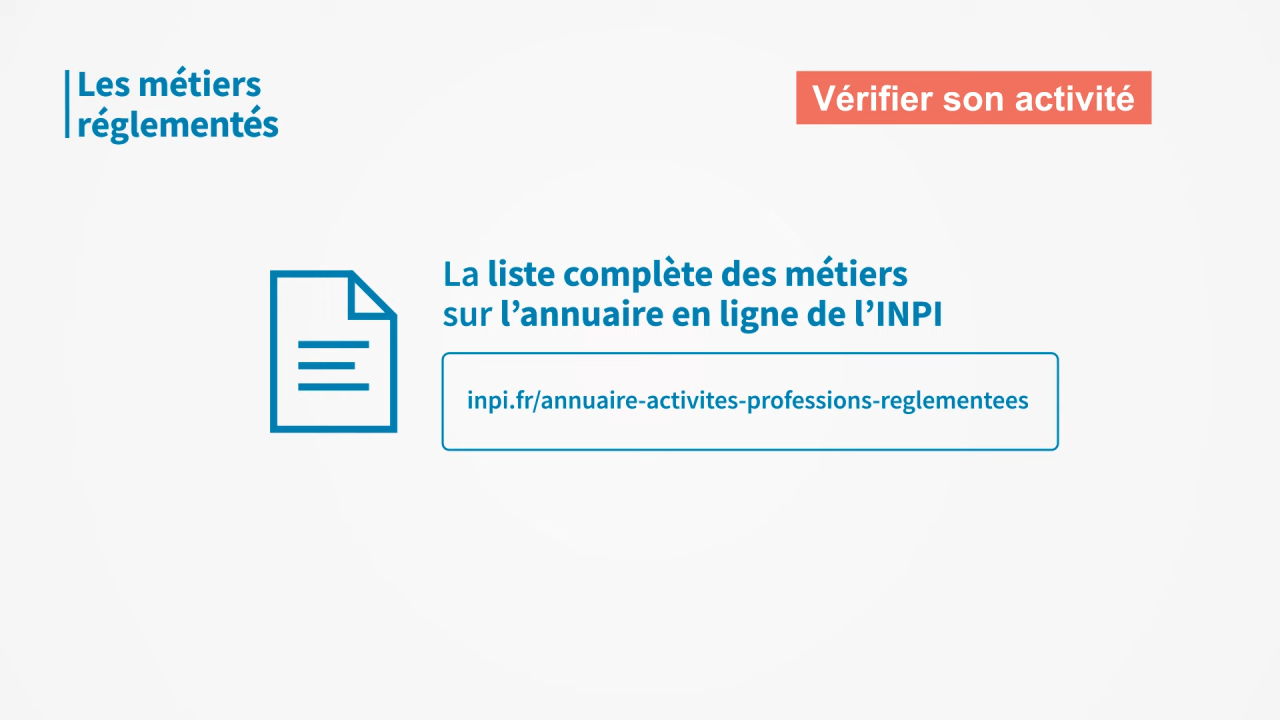 Les métiers
réglementés
Vérifier son activité
La liste complète des métiers
sur l’annuaire en ligne de l’INPI
inpi.fr/annuaire-activites-professions-reglementees